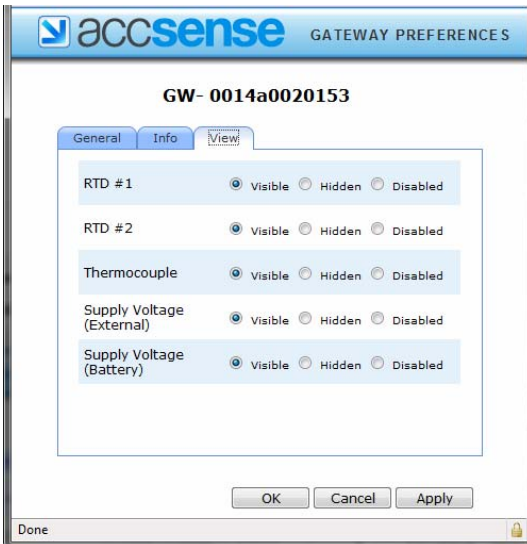 accsense GATEWAY PREFERENCES
GW- 0014a0020153
General Info View
RTD #1 Visible Hidden Disabled
RTD #2 Visible Hidden Disabled
Thermocouple Visible Hidden Disabled
Supply Voltage
(External) Visible Hidden Disabled
Supply Voltage
(Battery) Visible Hidden Disabled
OK Cancel Apply
Done